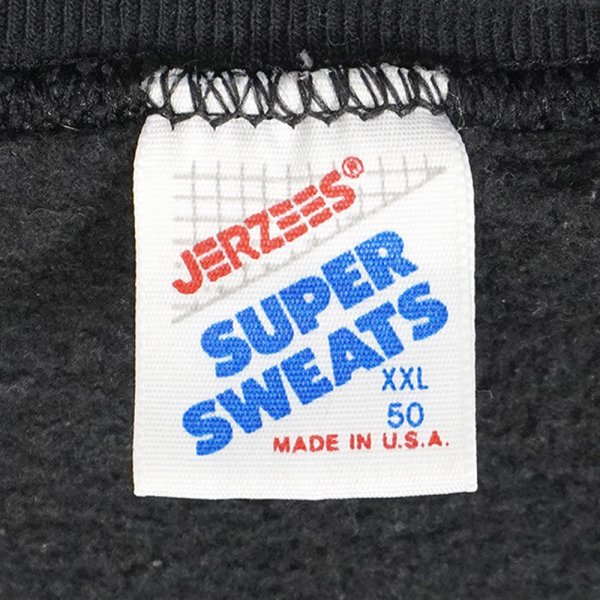 JERZEES®
SUPER
SWEATS
XXL
50
MADE IN U.S.A.